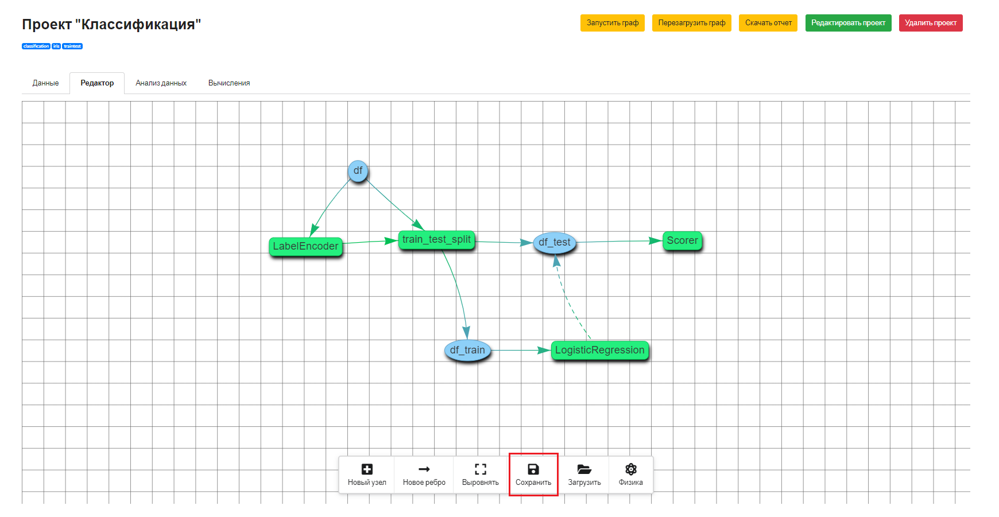 Проект "Классификация"
Запустить граф
Перезагрузить граф
Скачать отчет
Редактировать проект
Удалить проект
classification iris traintest
Данные
Редактор
Анализ данных
Вычисления
df
LabelEncoder
train_test_split
df_test
Scorer
df_train
LogisticRegression
Новый узел
Новое ребро
Выровнять
Сохранить
Загрузить
Физика